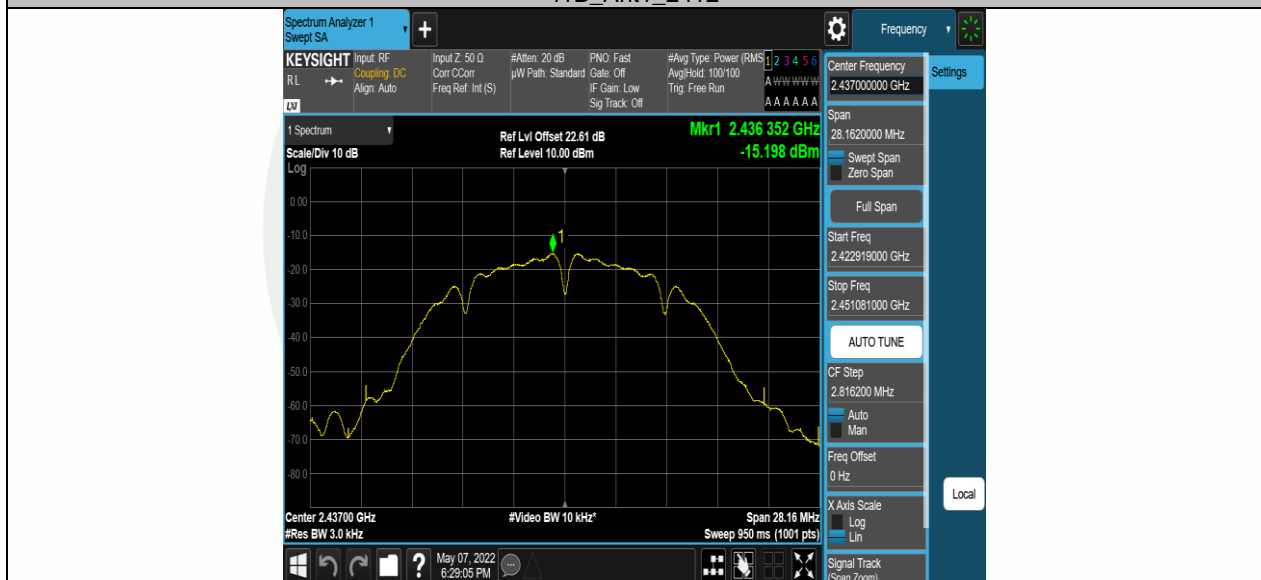 Spectrum Analyzer 1
Swept SA
+
Frequency
KEYSIGHT
RL
LXI
Input: RF
Coupling: DC
Align: Auto
Input Z: 50 Ω
Corr CCorr
Freq Ref: Int (S)
#Atten: 20 dB
µW Path: Standard
PNO: Fast
Gate: Off
IF Gain: Low
Sig Track: Off
#Avg Type: Power (RMS
Avg|Hold: 100/100
Trig: Free Run
1 2 3 4 5 6
A W W W W W
A A A A A A
1 Spectrum
Scale/Div 10 dB
Log
Ref Lvl Offset 22.61 dB
Ref Level 10.00 dBm
Mkr1 2.436 352 GHz
-15.198 dBm
0.00
-10.0
-20.0
-30.0
-40.0
-50.0
-60.0
-70.0
-80.0
1
Center 2.43700 GHz
#Res BW 3.0 kHz
#Video BW 10 kHz*
Span 28.16 MHz
Sweep 950 ms (1001 pts)
Center Frequency
2.437000000 GHz
Span
28.1620000 MHz
Swept Span
Zero Span
Full Span
Start Freq
2.422919000 GHz
Stop Freq
2.451081000 GHz
AUTO TUNE
CF Step
2.816200 MHz
Auto
Man
Freq Offset
0 Hz
X Axis Scale
Log
Lin
Signal Track
(Span Zoom)
Settings
Local
?
May 07, 2022
6:29:05 PM